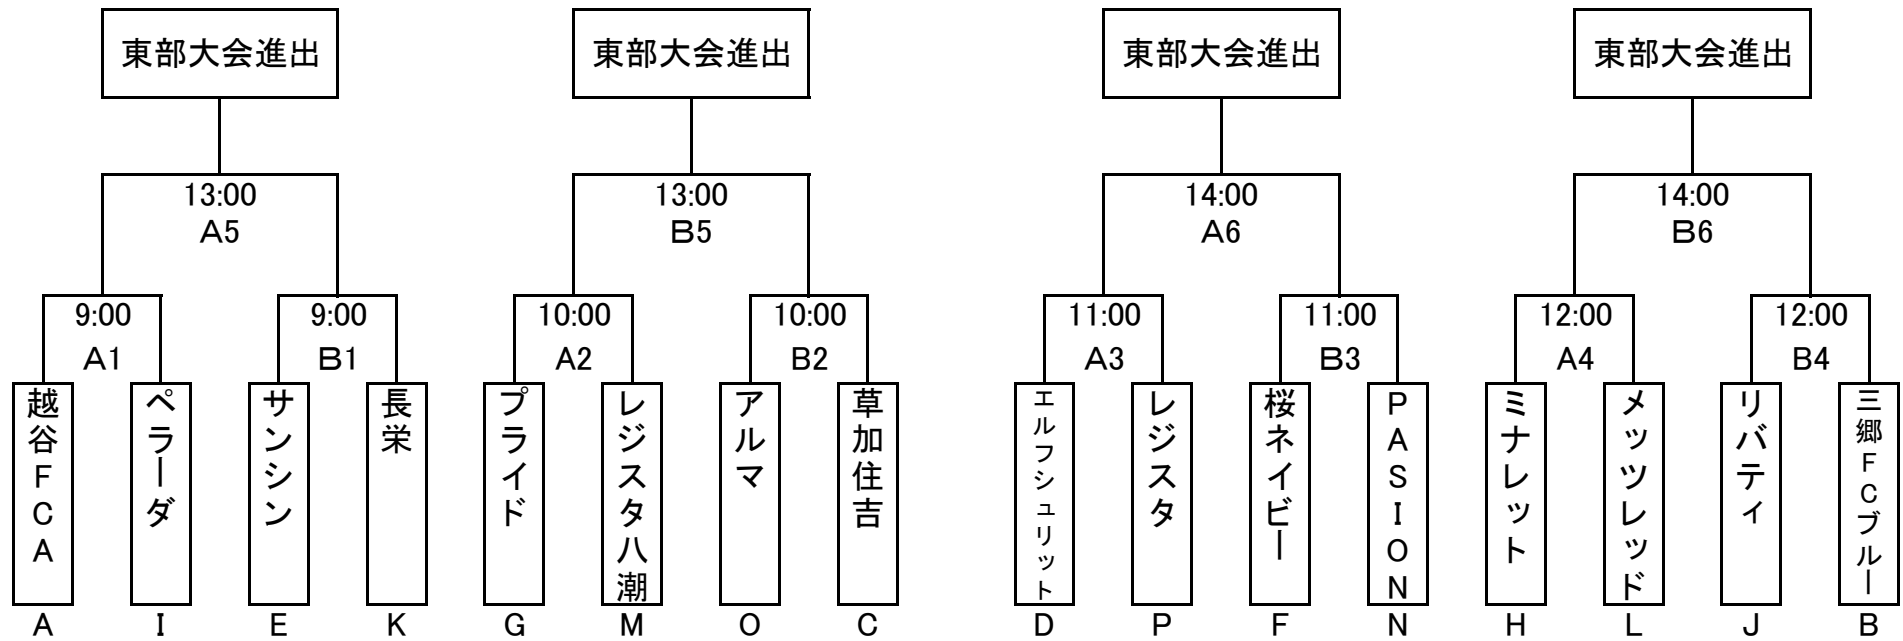 東部大会進出
東部大会進出
東部大会進出
東部大会進出
13:00
A5
13:00
B5
14:00
A6
14:00
B6
9:00
A1
9:00
B1
10:00
A2
10:00
B2
11:00
A3
11:00
B3
12:00
A4
12:00
B4
越谷FCA
ペラーダ
サンシン
長栄
プライド
レジスタ八潮
アルマ
草加住吉
エルフシュリット
レジスタ
桜ネイビー
PASION
ミナレット
メッツレッド
リバティ
三郷FCブルー
A
I
E
K
G
M
O
C
D
P
F
N
H
L
J
B